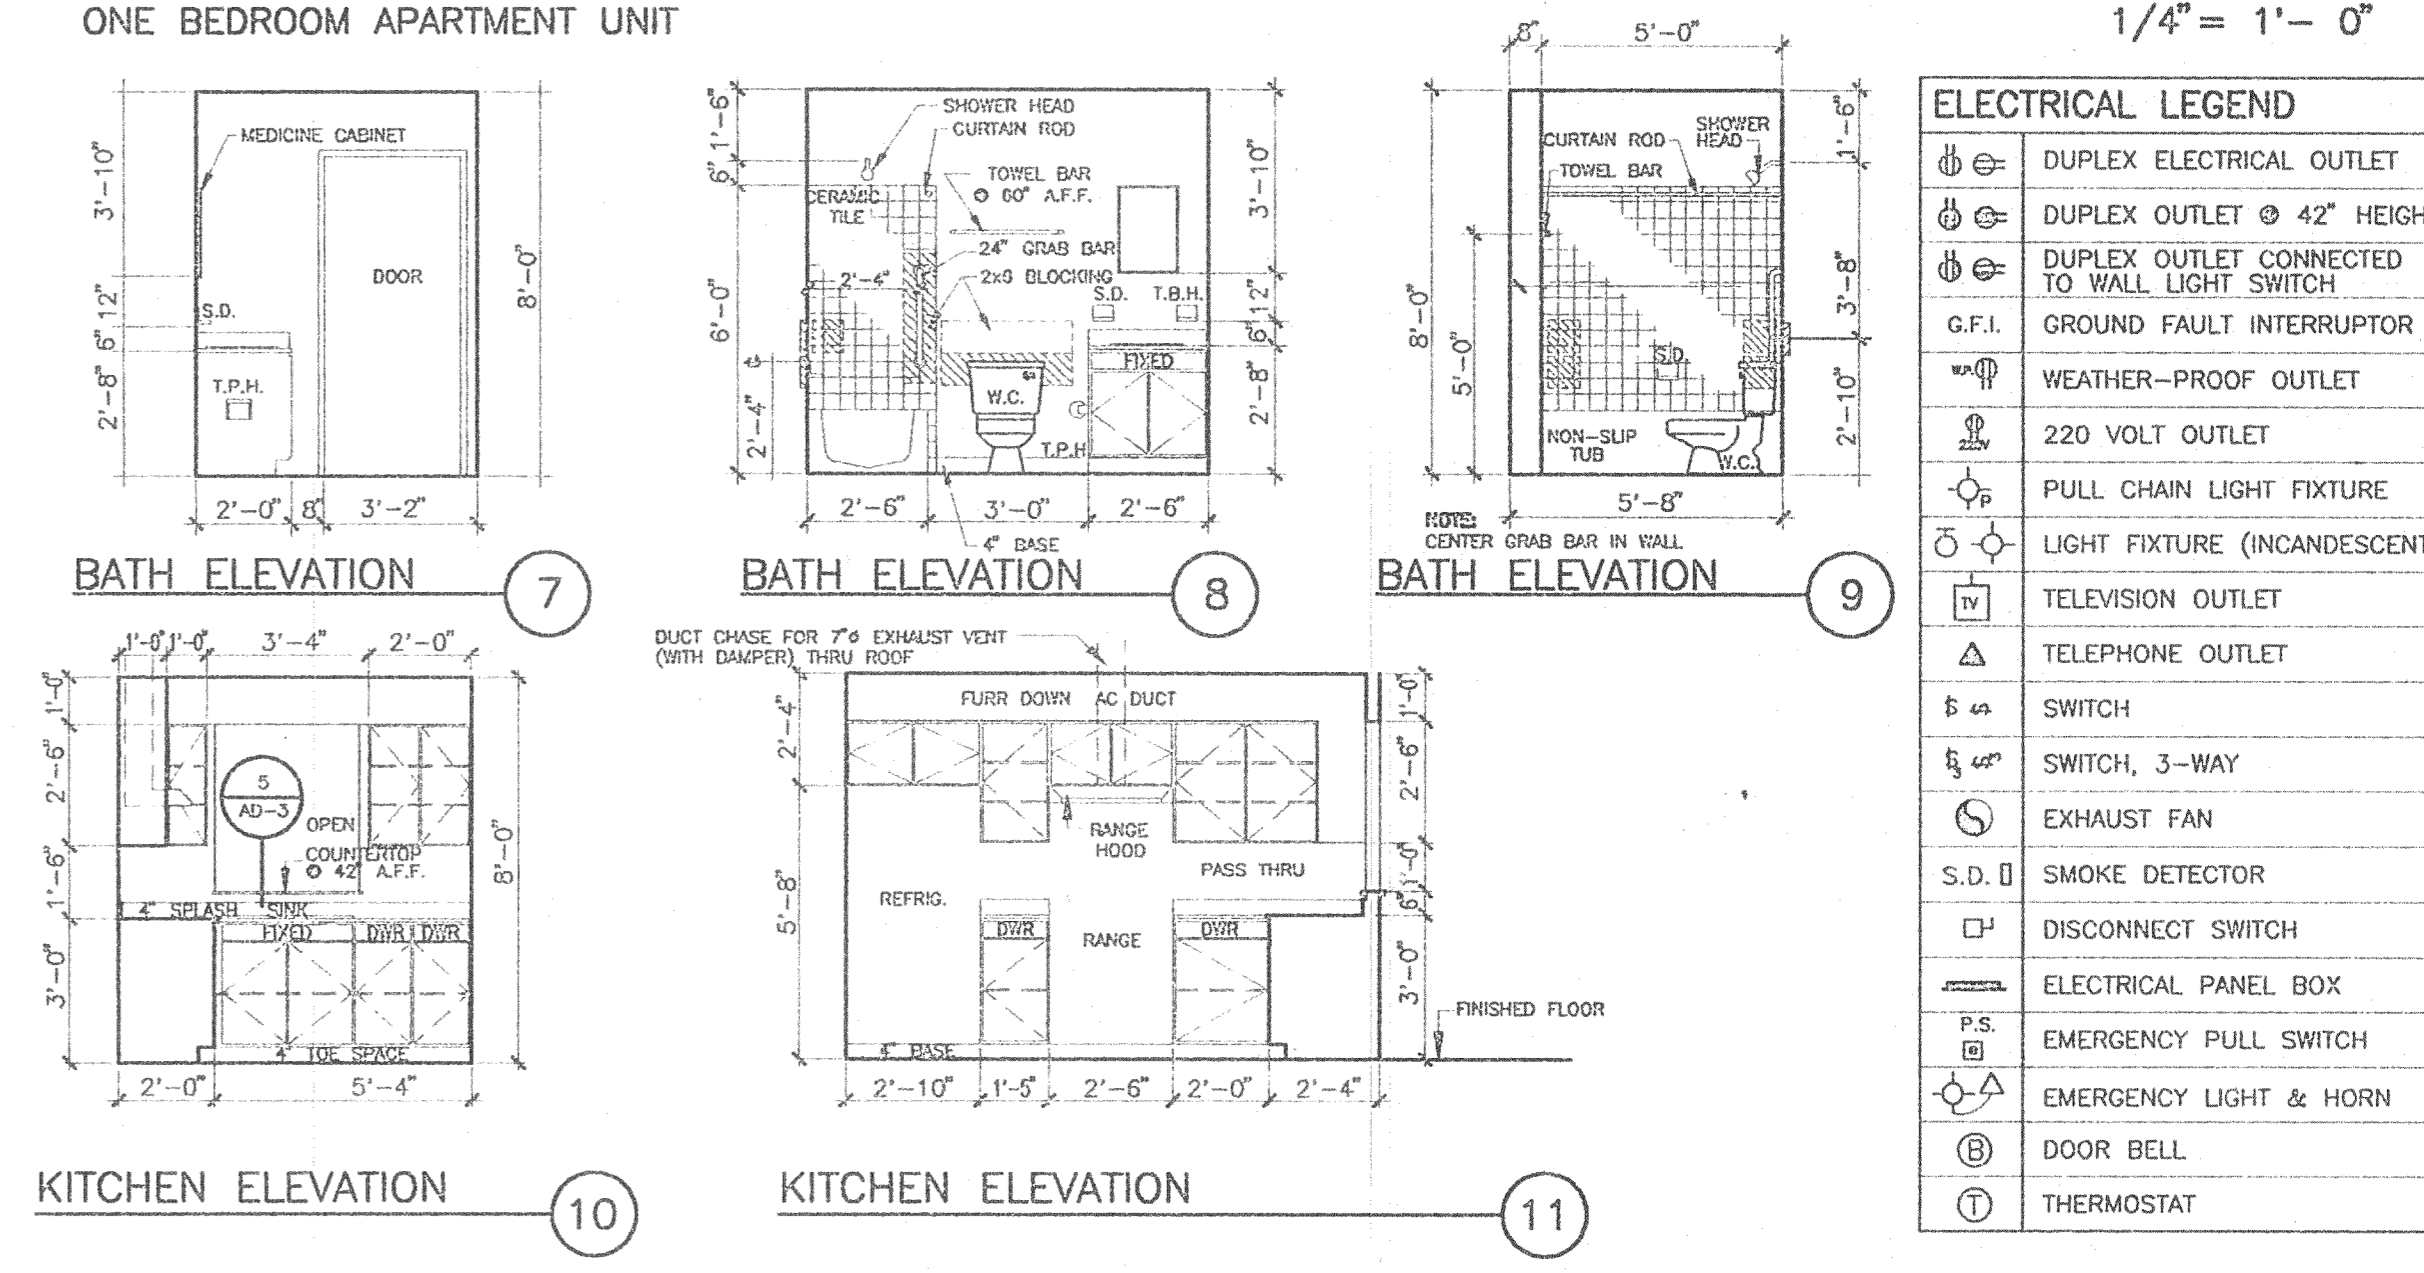 ONE BEDROOM APARTMENT UNIT
1/4"= 1'- 0"
3'-10"
12"
6"
2'-8"
MEDICINE CABINET
DOOR
S.D.
T.P.H.
8'-0"
2'-0"
8"
3'-2"
BATH ELEVATION
7
1'-6"
6"
6'-0"
2'-4"
SHOWER HEAD
CURTAIN ROD
TOWEL BAR
@ 60" A.F.F.
CERAMIC
TILE
24" GRAB BAR
2x6 BLOCKING
2'-4"
S.D.
T.B.H.
FIXED
W.C.
T.P.H
3'-10"
12"
6"
2'-8"
2'-6"
3'-0"
2'-6"
4" BASE
BATH ELEVATION
8
8"
5'-0"
8'-0"
5'-0"
CURTAIN ROD
SHOWER
HEAD
TOWEL BAR
S.D.
NON-SLIP
TUB
W.C.
1'-6"
3'-8"
2'-10"
5'-8"
NOTE:
CENTER GRAB BAR IN WALL
BATH ELEVATION
9
1'-0"
1'-0"
3'-4"
2'-0"
1'-0"
2'-6"
1'-6"
3'-0"
5
AD-3
OPEN
COUNTERTOP
@ 42" A.F.F.
4" SPLASH
SINK
FIXED
DWR
DWR
4" TOE SPACE
8'-0"
2'-0"
5'-4"
KITCHEN ELEVATION
10
DUCT CHASE FOR 7"ø EXHAUST VENT
(WITH DAMPER) THRU ROOF
2'-4"
5'-8"
FURR DOWN
AC DUCT
RANGE
HOOD
PASS THRU
REFRIG.
DWR
RANGE
DWR
4" BASE
1'-0"
2'-6"
1'-0"
6"
3'-0"
FINISHED FLOOR
2'-10"
1'-5"
2'-6"
2'-0"
2'-4"
KITCHEN ELEVATION
11
ELECTRICAL LEGEND
DUPLEX ELECTRICAL OUTLET
DUPLEX OUTLET @ 42" HEIGH
DUPLEX OUTLET CONNECTED
TO WALL LIGHT SWITCH
G.F.I. GROUND FAULT INTERRUPTOR
W.P. WEATHER-PROOF OUTLET
220V 220 VOLT OUTLET
P PULL CHAIN LIGHT FIXTURE
LIGHT FIXTURE (INCANDESCENT
TV TELEVISION OUTLET
TELEPHONE OUTLET
$ $ SWITCH
$3 $3 SWITCH, 3-WAY
EXHAUST FAN
S.D. SMOKE DETECTOR
DISCONNECT SWITCH
ELECTRICAL PANEL BOX
P.S.
EMERGENCY PULL SWITCH
EMERGENCY LIGHT & HORN
B DOOR BELL
T THERMOSTAT